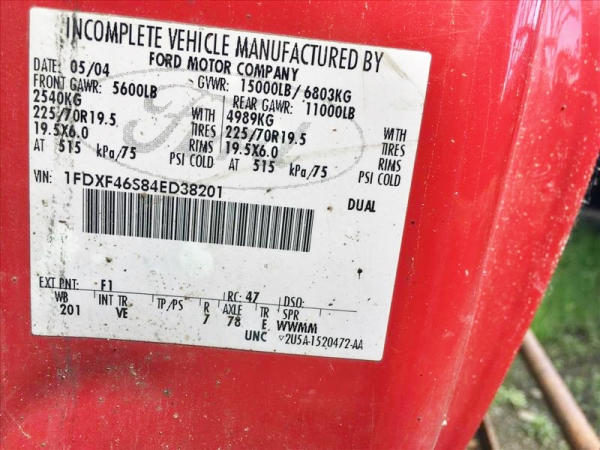 INCOMPLETE VEHICLE MANUFACTURED BY
FORD MOTOR COMPANY
DATE: 05/04 GVWR: 15000LB/ 6803KG
FRONT GAWR: 5600LB REAR GAWR: 11000LB
2540KG WITH 4989KG WITH
225/70R19.5 TIRES 225/70R19.5 TIRES
19.5X6.0 RIMS 19.5X6.0 RIMS
AT 515 kPa/75 PSI COLD AT 515 kPa/75 PSI COLD
VIN: 1FDXF46S84ED38201 DUAL
Ford
EXT PNT: F1 RC: 47 DSO:
WB INT TR TP/PS R AXLE TR SPR
201 VE 7 78 E WWMM
UNC 2U5A-1520472-AA